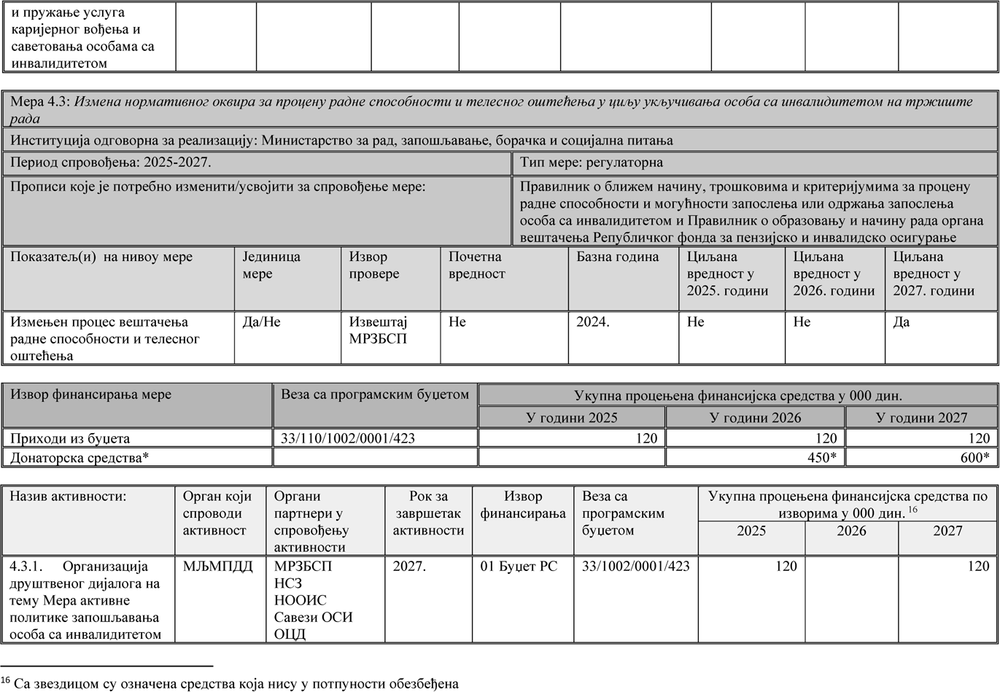 и пружање услуга
каријерног вођења и
саветовања особама са
инвалидитетом
Мера 4.3: Измена нормативног оквира за процену радне способности и телесног оштећења у циљу укључивања особа са инвалидитетом на тржиште
рада
Институција одговорна за реализацију: Министарство за рад, запошљавање, борачка и социјална питања
Период спровођења: 2025-2027.
Тип мере: регулаторна
Прописи које је потребно изменити/усвојити за спровођење мере:
Правилник о ближем начину, трошковима и критеријумима за процену
радне способности и могућности запослења или одржања запослења
особа са инвалидитетом и Правилник о образовању и начину рада органа
вештачења Републичког фонда за пензијско и инвалидско осигурање
Показатељ(и) на нивоу мере
Јединица
мере
Извор
провере
Почетна
вредност
Базна година
Циљана
вредност у
2025. години
Циљана
вредност у
2026. години
Циљана
вредност у
2027. години
Измењен процес вештачења
радне способности и телесног
оштећења
Да/Не
Извештај
МРЗБСП
Не
2024.
Не
Не
Да
Извор финансирања мере
Веза са програмским буџетом
Укупна процењена финансијска средства у 000 дин.
У години 2025
У години 2026
У години 2027
Приходи из буџета
33/110/1002/0001/423
120
120
120
Донаторска средства*
450*
600*
Назив активности:
Орган који
спроводи
активност
Органи
партнери у
спровођењу
активности
Рок за
завршетак
активности
Извор
финансирања
Веза са
програмским
буџетом
Укупна процењена финансијска средства по
изворима у 000 дин. 16
2025
2026
2027
4.3.1. Организација
друштвеног дијалога на
тему Мера активне
политике запошљавања
особа са инвалидитетом
МЉМПДД
МРЗБСП
НСЗ
НООИС
Савези ОСИ
ОЦД
2027.
01 Буџет РС
33/1002/0001/423
120
120
16 Са звездицом су означена средства која нису у потпуности обезбеђена